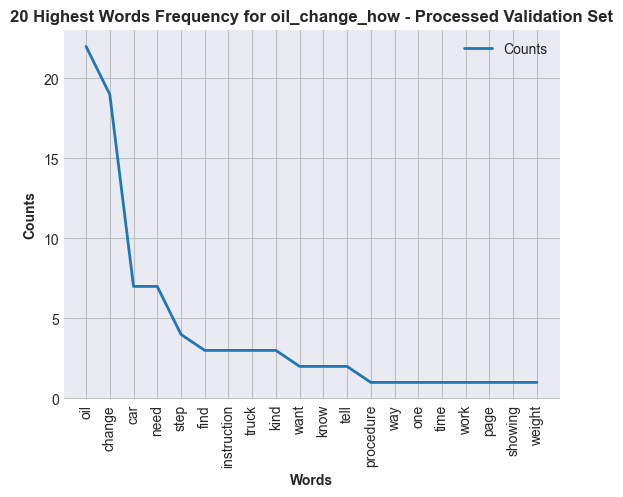 20 Highest Words Frequency for oil_change_how - Processed Validation Set
Counts
Counts
20
15
10
5
0
oil
change
car
need
step
find
instruction
truck
kind
want
know
tell
procedure
way
one
time
work
page
showing
weight
Words